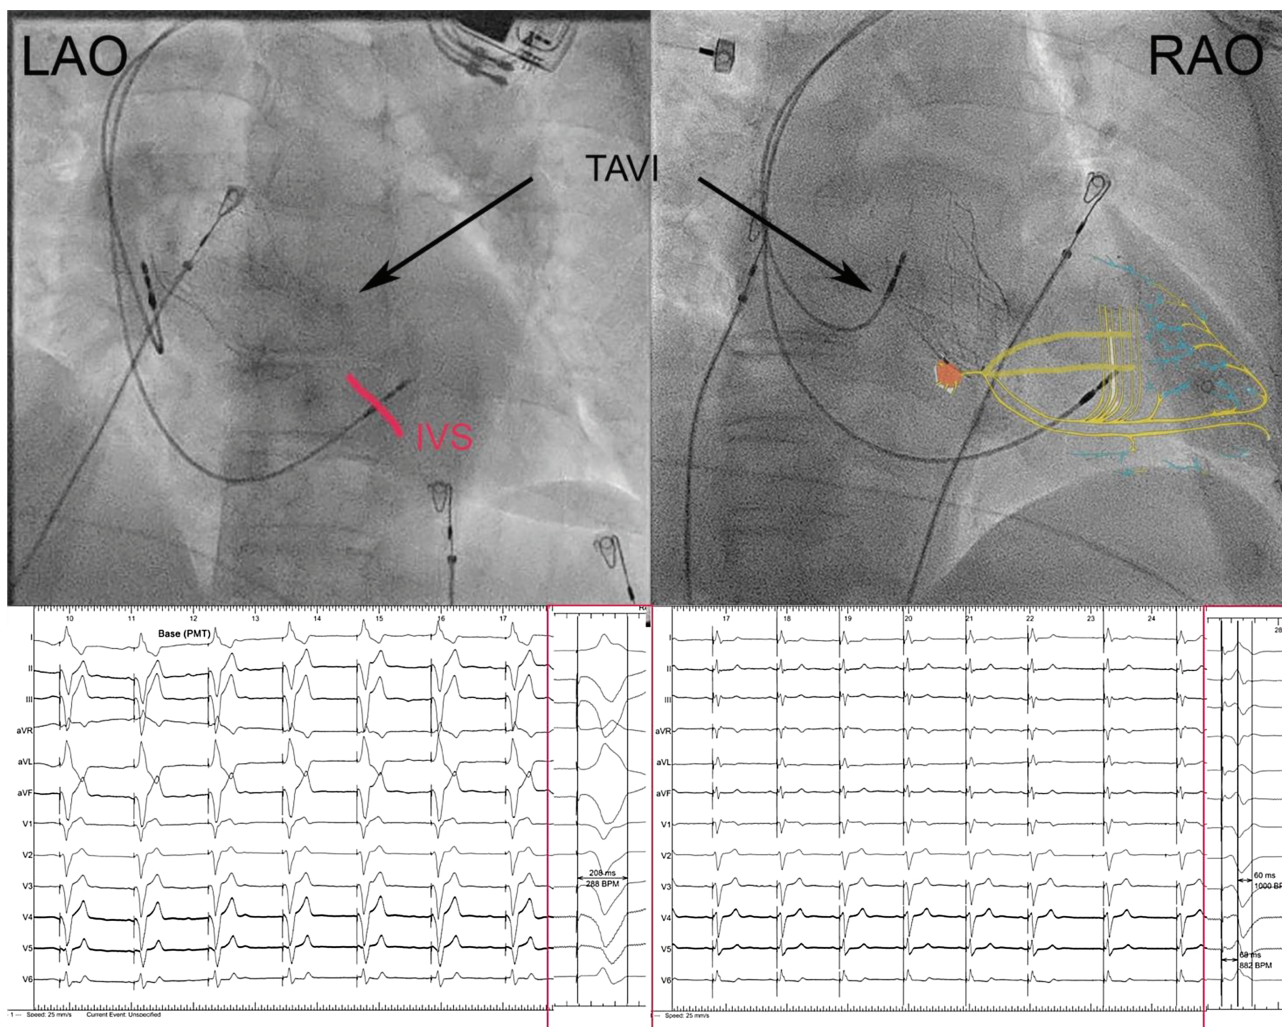 LAO
RAO
TAVI
IVS
10 11 12 13 14 15 16 17
Base (PMT)
I
II
III
aVR
aVL
aVF
V1
V2
V3
V4
V5
V6
208 ms
288 BPM
Speed: 25 mm/s Current Event: Unspecified
17 18 19 20 21 22 23 24
28
I
II
III
aVR
aVL
aVF
V1
V2
V3
V4
V5
V6
60 ms
1000 BP
68 ms
882 BPM
Speed: 25 mm/s